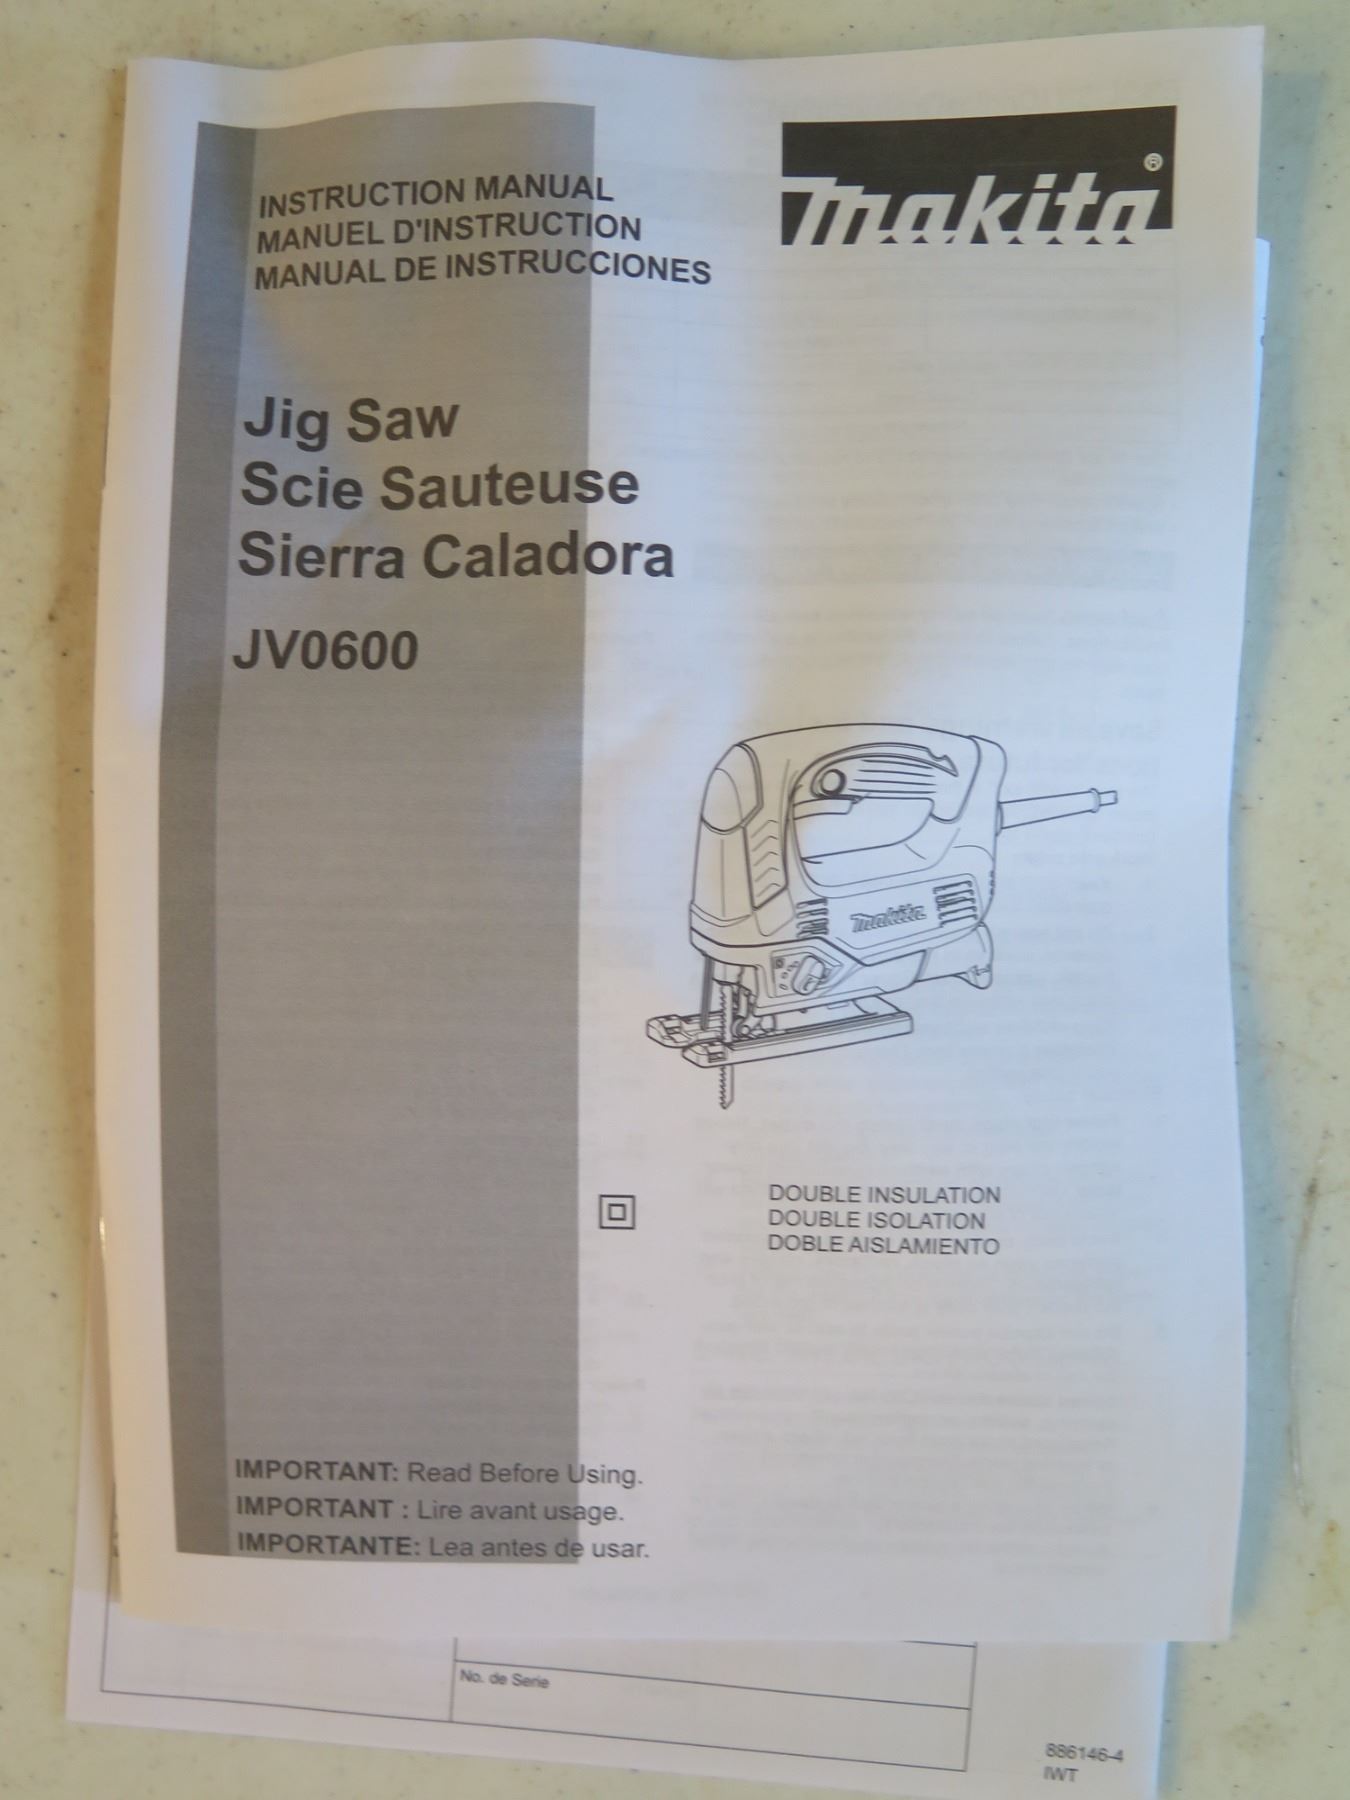 INSTRUCTION MANUAL
MANUEL D'INSTRUCTION
MANUAL DE INSTRUCCIONES
makita®
Jig Saw
Scie Sauteuse
Sierra Caladora
JV0600
makita
DOUBLE INSULATION
DOUBLE ISOLATION
DOBLE AISLAMIENTO
IMPORTANT: Read Before Using.
IMPORTANT : Lire avant usage.
IMPORTANTE: Lea antes de usar.
No. de Serie
886146-4
IWT